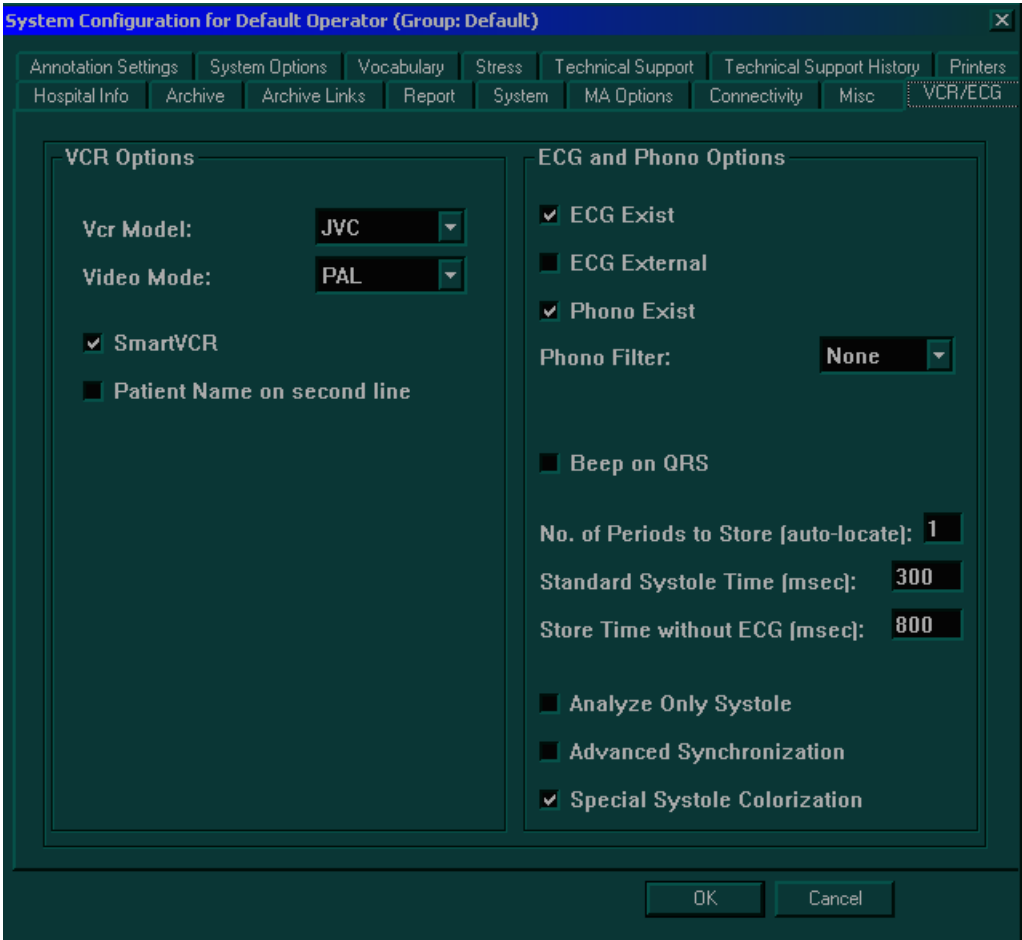 System Configuration for Default Operator (Group: Default)
Annotation Settings System Options Vocabulary Stress Technical Support Technical Support History Printers
Hospital Info Archive Archive Links Report System MA Options Connectivity Misc VCR/ECG
VCR Options
Vcr Model: JVC
Video Mode: PAL
SmartVCR
Patient Name on second line
ECG and Phono Options
ECG Exist
ECG External
Phono Exist
Phono Filter: None
Beep on QRS
No. of Periods to Store (auto-locate): 1
Standard Systole Time (msec): 300
Store Time without ECG (msec): 800
Analyze Only Systole
Advanced Synchronization
Special Systole Colorization
OK Cancel